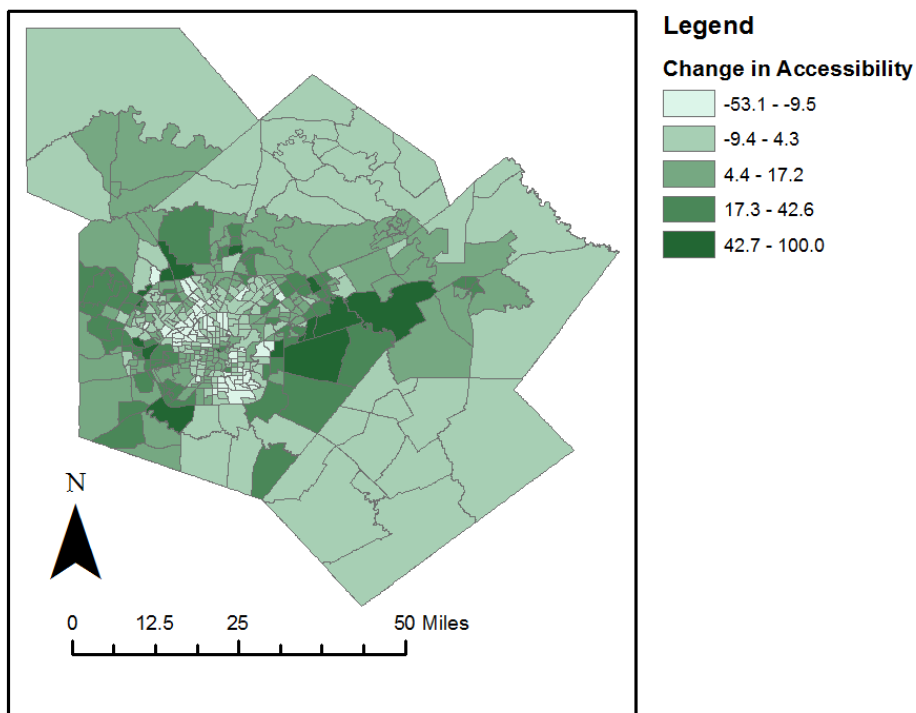 Legend
Change in Accessibility
-53.1 - -9.5
-9.4 - 4.3
4.4 - 17.2
17.3 - 42.6
42.7 - 100.0
N
0 12.5 25 50 Miles